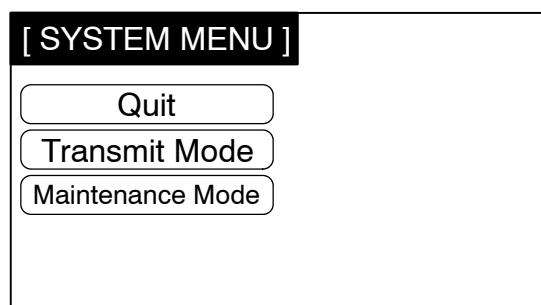 [ SYSTEM MENU ]
Quit
Transmit Mode
Maintenance Mode